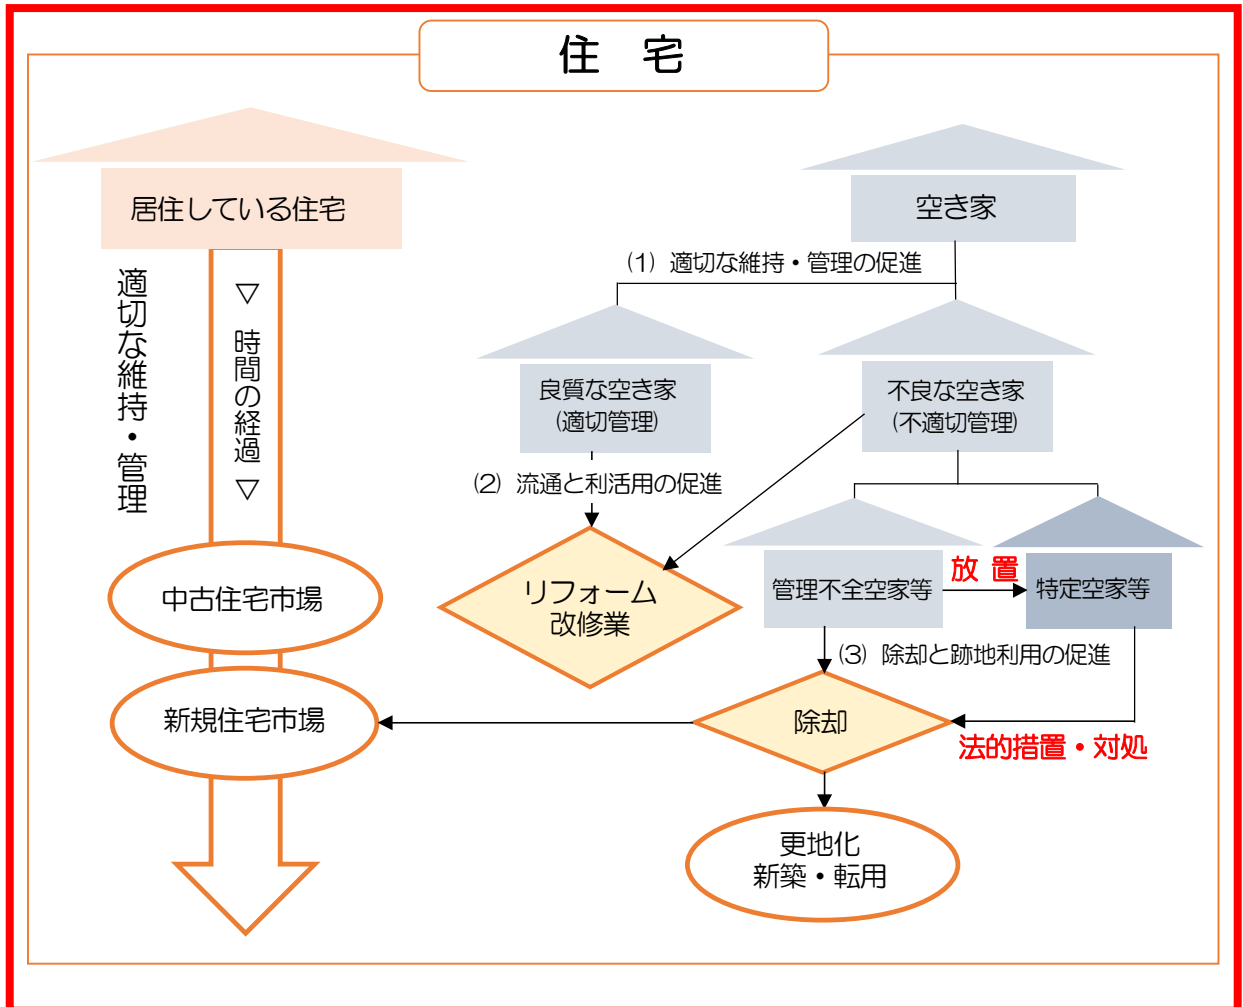 住　宅
居住している住宅
適切な維持・管理
▽ 時間の経過 ▽
中古住宅市場
新規住宅市場
空き家
(1) 適切な維持・管理の促進
良質な空き家
(適切管理)
不良な空き家
(不適切管理)
(2) 流通と利活用の促進
リフォーム
改修業
管理不全空家等
放 置
特定空家等
(3) 除却と跡地利用の促進
除却
法的措置・対処
更地化
新築・転用